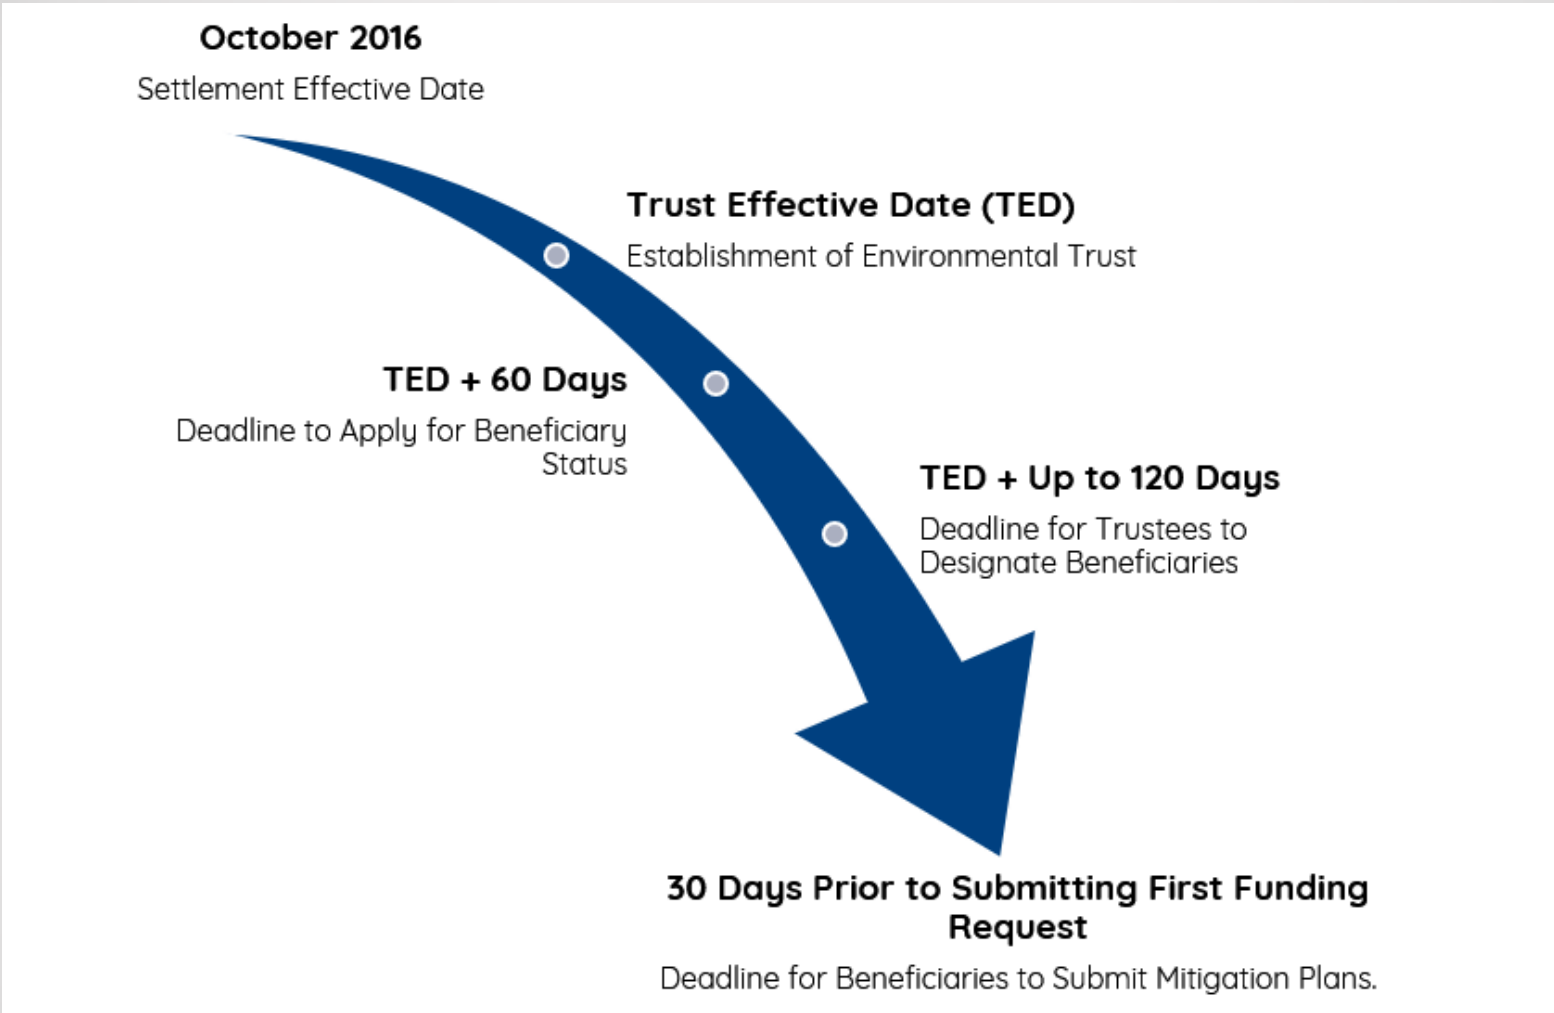 October 2016
Settlement Effective Date
Trust Effective Date (TED)
Establishment of Environmental Trust
TED + 60 Days
Deadline to Apply for Beneficiary
Status
TED + Up to 120 Days
Deadline for Trustees to
Designate Beneficiaries
30 Days Prior to Submitting First Funding
Request
Deadline for Beneficiaries to Submit Mitigation Plans.